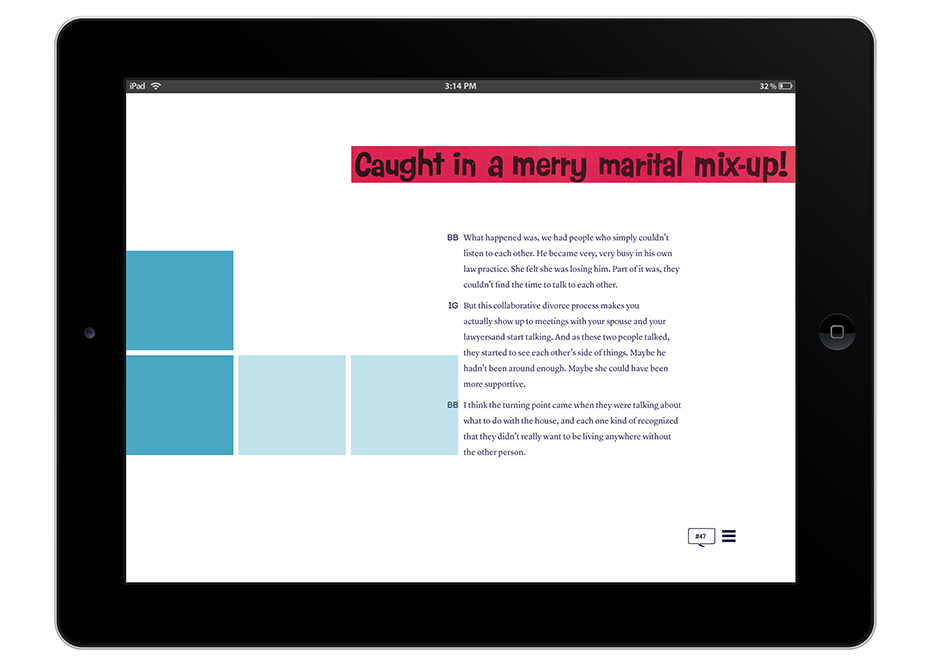 iPad 3:14 PM 32%
Caught in a merry marital mix-up!
BB What happened was, we had people who simply couldn't
listen to each other. He became very, very busy in his own
law practice. She felt she was losing him. Part of it was, they
couldn't find the time to talk to each other.
IG But this collaborative divorce process makes you
actually show up to meetings with your spouse and your
lawyersand start talking. And as these two people talked,
they started to see each other's side of things. Maybe he
hadn't been around enough. Maybe she could have been
more supportive.
BB I think the turning point came when they were talking about
what to do with the house, and each one kind of recognized
that they didn't really want to be living anywhere without
the other person.
#47